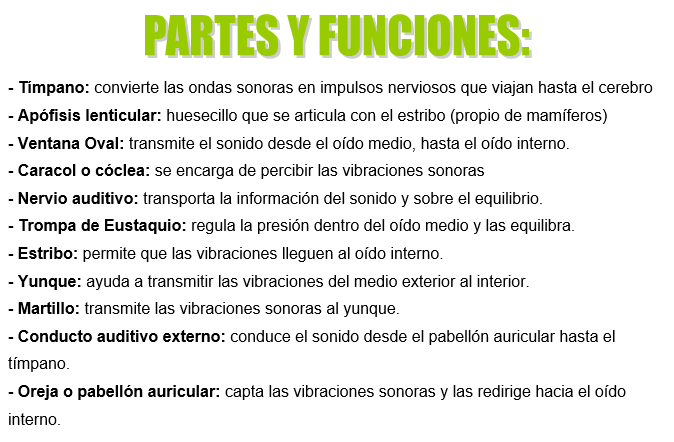 PARTES Y FUNCIONES:
- Tímpano: convierte las ondas sonoras en impulsos nerviosos que viajan hasta el cerebro
- Apófisis lenticular: huesecillo que se articula con el estribo (propio de mamíferos)
- Ventana Oval: transmite el sonido desde el oído medio, hasta el oído interno.
- Caracol o cóclea: se encarga de percibir las vibraciones sonoras
- Nervio auditivo: transporta la información del sonido y sobre el equilibrio.
- Trompa de Eustaquio: regula la presión dentro del oído medio y las equilibra.
- Estribo: permite que las vibraciones lleguen al oído interno.
- Yunque: ayuda a transmitir las vibraciones del medio exterior al interior.
- Martillo: transmite las vibraciones sonoras al yunque.
- Conducto auditivo externo: conduce el sonido desde el pabellón auricular hasta el
tímpano.
- Oreja o pabellón auricular: capta las vibraciones sonoras y las redirige hacia el oído
interno.